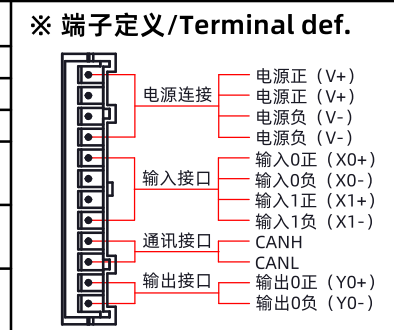 ※ 端子定义/Terminal def.
电源连接
电源正（V+）
电源正（V+）
电源负（V-）
电源负（V-）
输入接口
输入0正（X0+）
输入0负（X0-）
输入1正（X1+）
输入1负（X1-）
通讯接口
CANH
CANL
输出接口
输出0正（Y0+）
输出0负（Y0-）